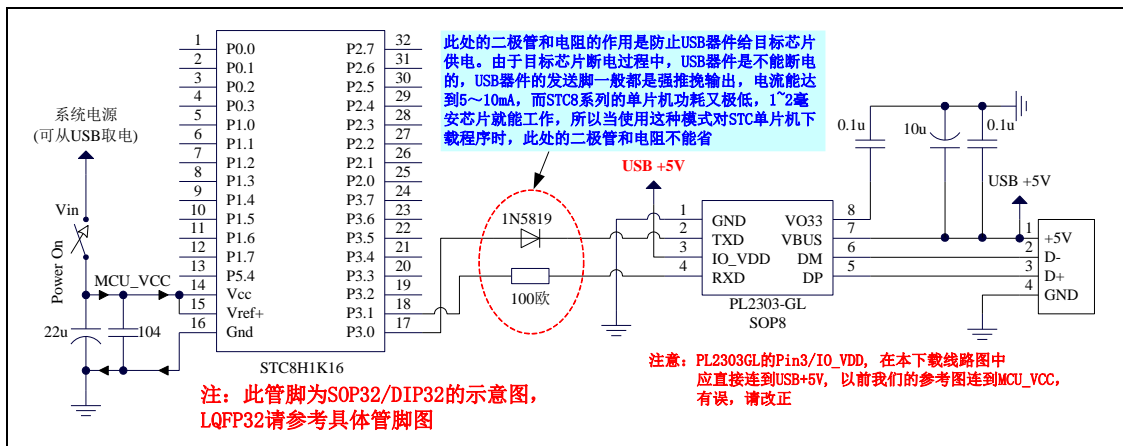 此处的二极管和电阻的作用是防止USB器件给目标芯片
供电。由于目标芯片断电过程中，USB器件是不能断电
的，USB器件的发送脚一般都是强推挽输出，电流能达
到5～10mA，而STC8系列的单片机功耗又极低，1~2毫
安芯片就能工作，所以当使用这种模式对STC单片机下
载程序时，此处的二极管和电阻不能省
系统电源
(可从USB取电)
Vin
Power On
MCU_VCC
22u
104
1 P0.0
2 P0.1
3 P0.2
4 P0.3
5 P1.0
6 P1.1
7 P1.2
8 P1.3
9 P1.4
10 P1.5
11 P1.6
12 P1.7
13 P5.4
14 Vcc
15 Vref+
16 Gnd
P2.7 32
P2.6 31
P2.5 30
P2.4 29
P2.3 28
P2.2 27
P2.1 26
P2.0 25
P3.7 24
P3.6 23
P3.5 22
P3.4 21
P3.3 20
P3.2 19
P3.1 18
P3.0 17
STC8H1K16
1N5819
100欧
USB +5V
1 GND
2 TXD
3 IO_VDD
4 RXD
VO33 8
VBUS 7
DM 6
DP 5
PL2303-GL
SOP8
0.1u
10u
0.1u
USB +5V
1 +5V
2 D-
3 D+
4 GND
注：此管脚为SOP32/DIP32的示意图，
LQFP32请参考具体管脚图
注意：PL2303GL的Pin3/IO_VDD, 在本下载线路图中
应直接连到USB+5V, 以前我们的参考图连到MCU_VCC,
有误，请改正